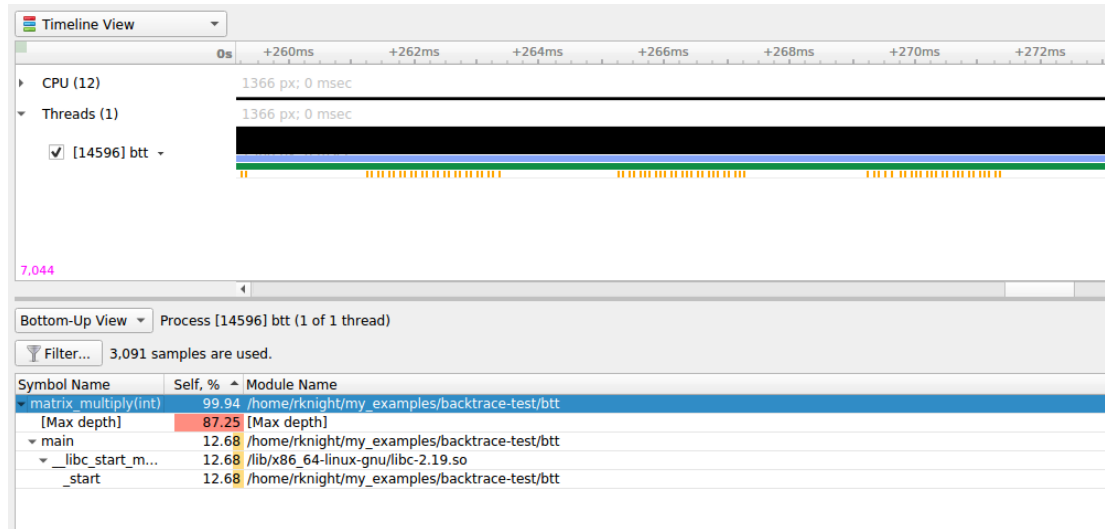 Timeline View
0s +260ms +262ms +264ms +266ms +268ms +270ms +272ms
CPU (12) 1366 px; 0 msec
Threads (1) 1366 px; 0 msec
[14596] btt
7,044
Bottom-Up View Process [14596] btt (1 of 1 thread)
Filter... 3,091 samples are used.
Symbol Name Self, % Module Name
matrix_multiply(int) 99.94 /home/rknight/my_examples/backtrace-test/btt
[Max depth] 87.25 [Max depth]
main 12.68 /home/rknight/my_examples/backtrace-test/btt
__libc_start_m... 12.68 /lib/x86_64-linux-gnu/libc-2.19.so
_start 12.68 /home/rknight/my_examples/backtrace-test/btt